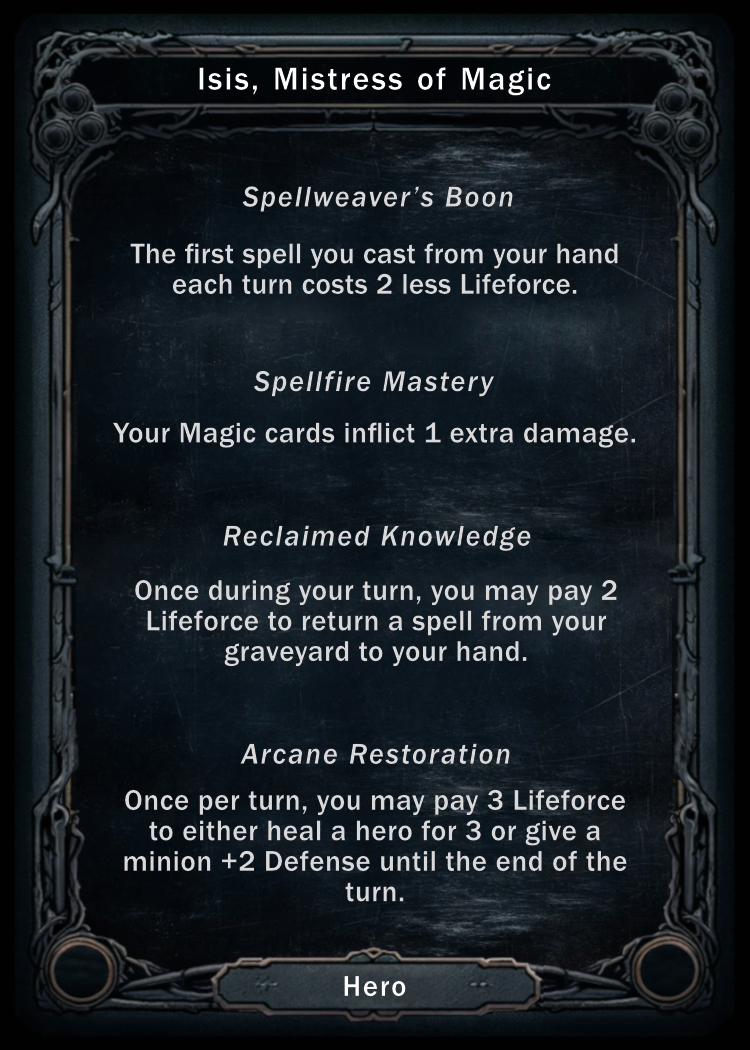 Isis, Mistress of Magic
Spellweaver’s Boon
The first spell you cast from your hand
each turn costs 2 less Lifeforce.
Spellfire Mastery
Your Magic cards inflict 1 extra damage.
Reclaimed Knowledge
Once during your turn, you may pay 2
Lifeforce to return a spell from your
graveyard to your hand.
Arcane Restoration
Once per turn, you may pay 3 Lifeforce
to either heal a hero for 3 or give a
minion +2 Defense until the end of the
turn.
Hero